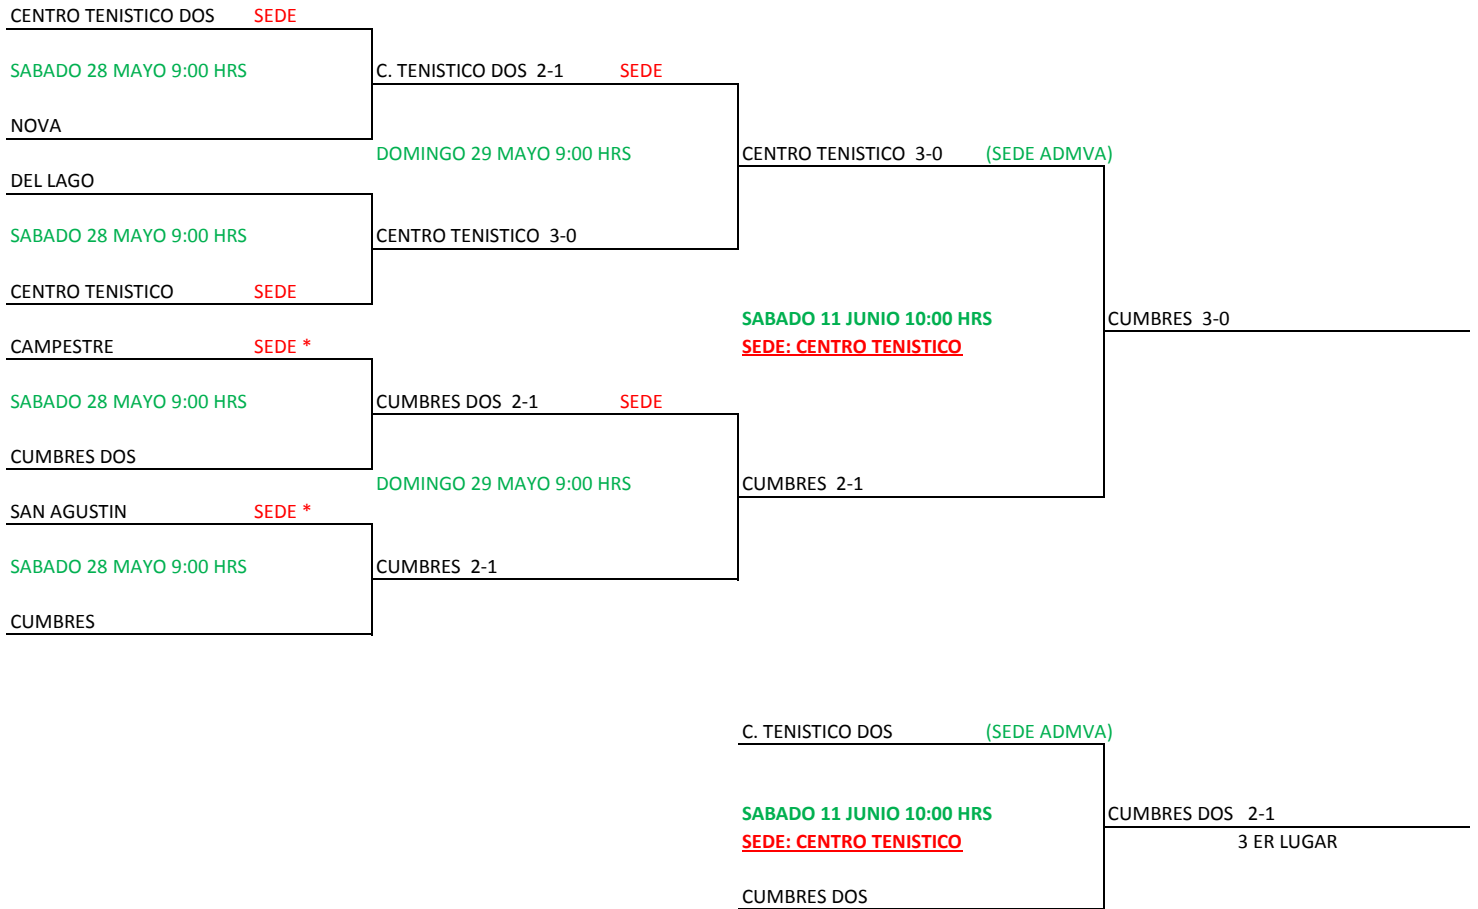 CENTRO TENISTICO DOS SEDE
SABADO 28 MAYO 9:00 HRS
C. TENISTICO DOS 2-1 SEDE
NOVA
DOMINGO 29 MAYO 9:00 HRS
CENTRO TENISTICO 3-0 (SEDE ADMVA)
DEL LAGO
SABADO 28 MAYO 9:00 HRS
CENTRO TENISTICO 3-0
CENTRO TENISTICO SEDE
SABADO 11 JUNIO 10:00 HRS
CUMBRES 3-0
CAMPESTRE SEDE *
SEDE: CENTRO TENISTICO
SABADO 28 MAYO 9:00 HRS
CUMBRES DOS 2-1 SEDE
CUMBRES DOS
DOMINGO 29 MAYO 9:00 HRS
CUMBRES 2-1
SAN AGUSTIN SEDE *
SABADO 28 MAYO 9:00 HRS
CUMBRES 2-1
CUMBRES
C. TENISTICO DOS (SEDE ADMVA)
SABADO 11 JUNIO 10:00 HRS
CUMBRES DOS 2-1
SEDE: CENTRO TENISTICO
3 ER LUGAR
CUMBRES DOS